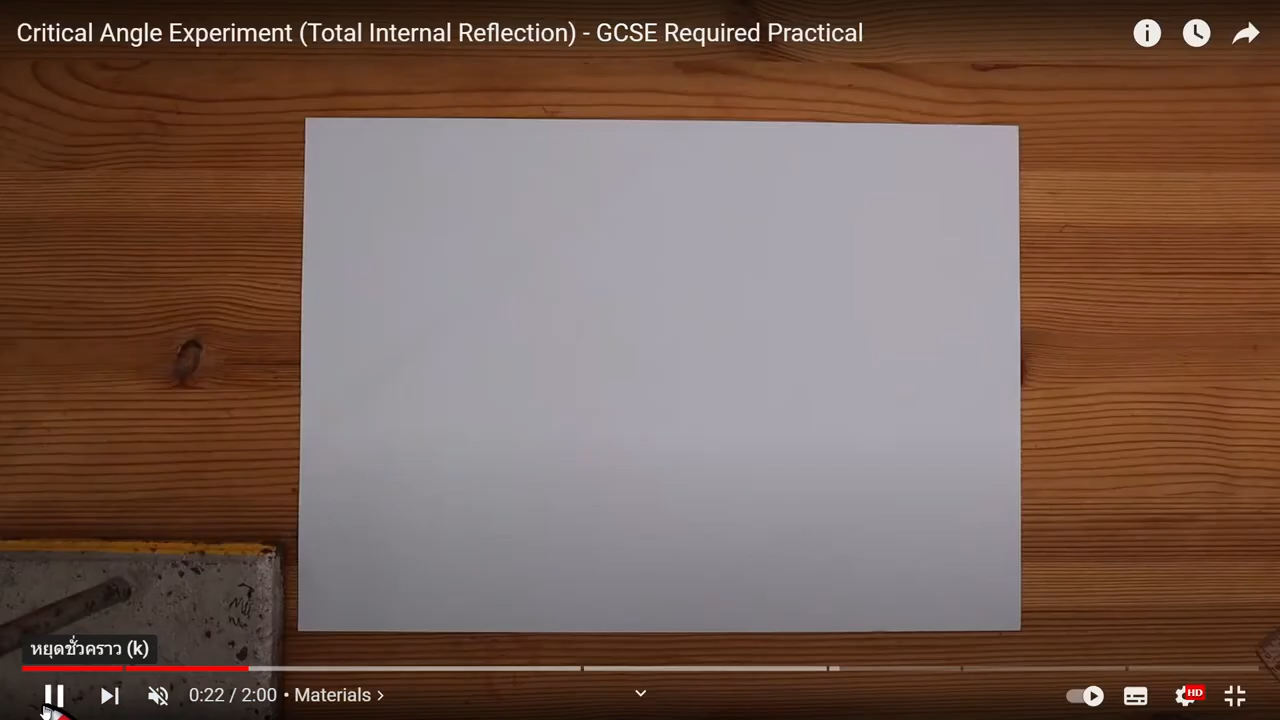 Critical Angle Experiment (Total Internal Reflection) - GCSE Required Practical
หยุดชั่วคราว (k)
0:22 / 2:00 • Materials
HD